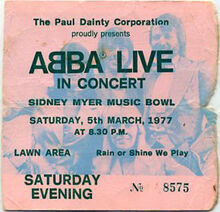 The Paul Dainty Corporation
proudly presents
ABBA LIVE
IN CONCERT
SIDNEY MYER MUSIC BOWL
SATURDAY, 5th MARCH, 1977
AT 8.30 P.M.
LAWN AREA Rain or Shine We Play
SATURDAY
EVENING
№ 8575